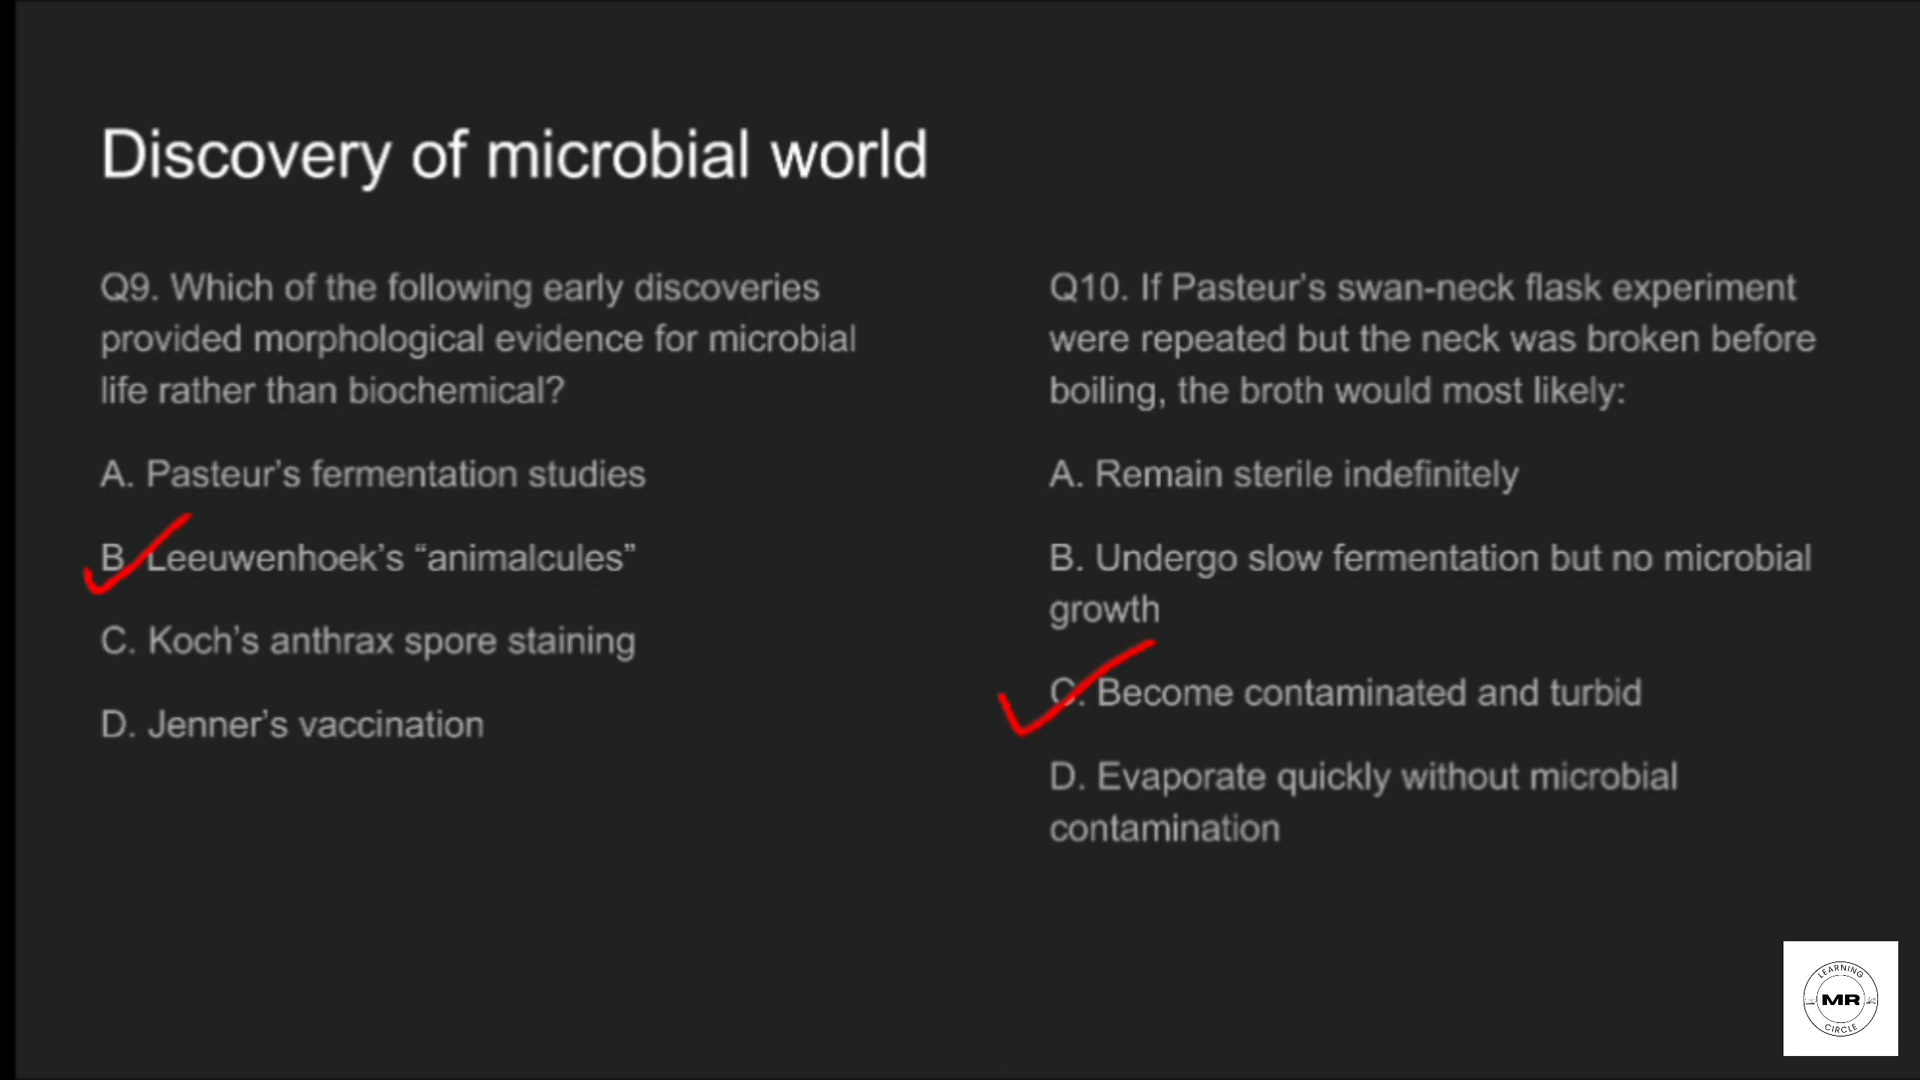 Discovery of microbial world
Q9. Which of the following early discoveries
provided morphological evidence for microbial
life rather than biochemical?
A. Pasteur’s fermentation studies
B. Leeuwenhoek’s “animalcules”
C. Koch’s anthrax spore staining
D. Jenner’s vaccination
Q10. If Pasteur’s swan-neck flask experiment
were repeated but the neck was broken before
boiling, the broth would most likely:
A. Remain sterile indefinitely
B. Undergo slow fermentation but no microbial
growth
C. Become contaminated and turbid
D. Evaporate quickly without microbial
contamination
LEARNING
MR
CIRCLE